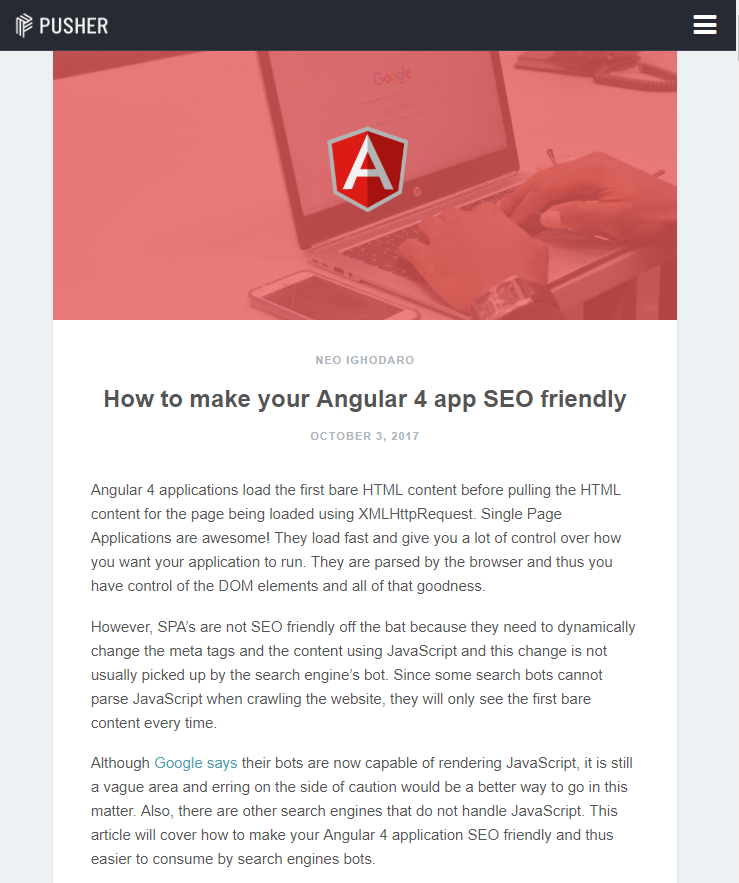 PUSHER
Google
A
NEO IGHODARO
How to make your Angular 4 app SEO friendly
OCTOBER 3, 2017
Angular 4 applications load the first bare HTML content before pulling the HTML
content for the page being loaded using XMLHttpRequest. Single Page
Applications are awesome! They load fast and give you a lot of control over how
you want your application to run. They are parsed by the browser and thus you
have control of the DOM elements and all of that goodness.
However, SPA’s are not SEO friendly off the bat because they need to dynamically
change the meta tags and the content using JavaScript and this change is not
usually picked up by the search engine’s bot. Since some search bots cannot
parse JavaScript when crawling the website, they will only see the first bare
content every time.
Although Google says their bots are now capable of rendering JavaScript, it is still
a vague area and erring on the side of caution would be a better way to go in this
matter. Also, there are other search engines that do not handle JavaScript. This
article will cover how to make your Angular 4 application SEO friendly and thus
easier to consume by search engines bots.